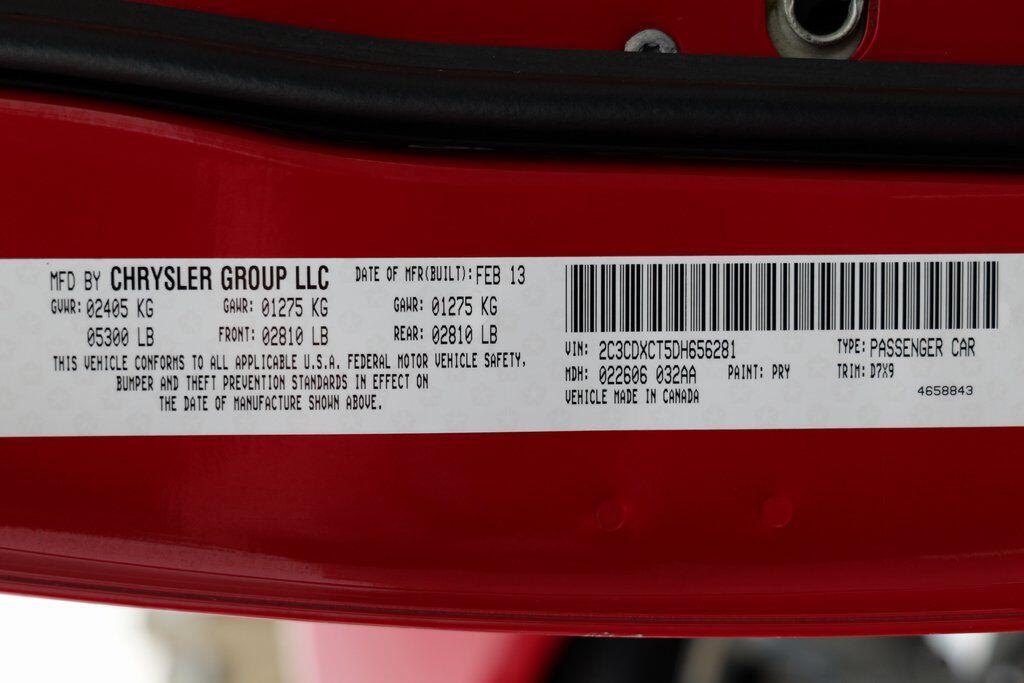 MFD BY CHRYSLER GROUP LLC DATE OF MFR(BUILT): FEB 13
GVWR: 02405 KG GAWR: 01275 KG GAWR: 01275 KG
05300 LB FRONT: 02810 LB REAR: 02810 LB
THIS VEHICLE CONFORMS TO ALL APPLICABLE U.S.A. FEDERAL MOTOR VEHICLE SAFETY,
BUMPER AND THEFT PREVENTION STANDARDS IN EFFECT ON
THE DATE OF MANUFACTURE SHOWN ABOVE.
VIN: 2C3CDXCT5DH656281 TYPE: PASSENGER CAR
MDH: 022606 032AA PAINT: PRY TRIM: D7X9
VEHICLE MADE IN CANADA 4658843